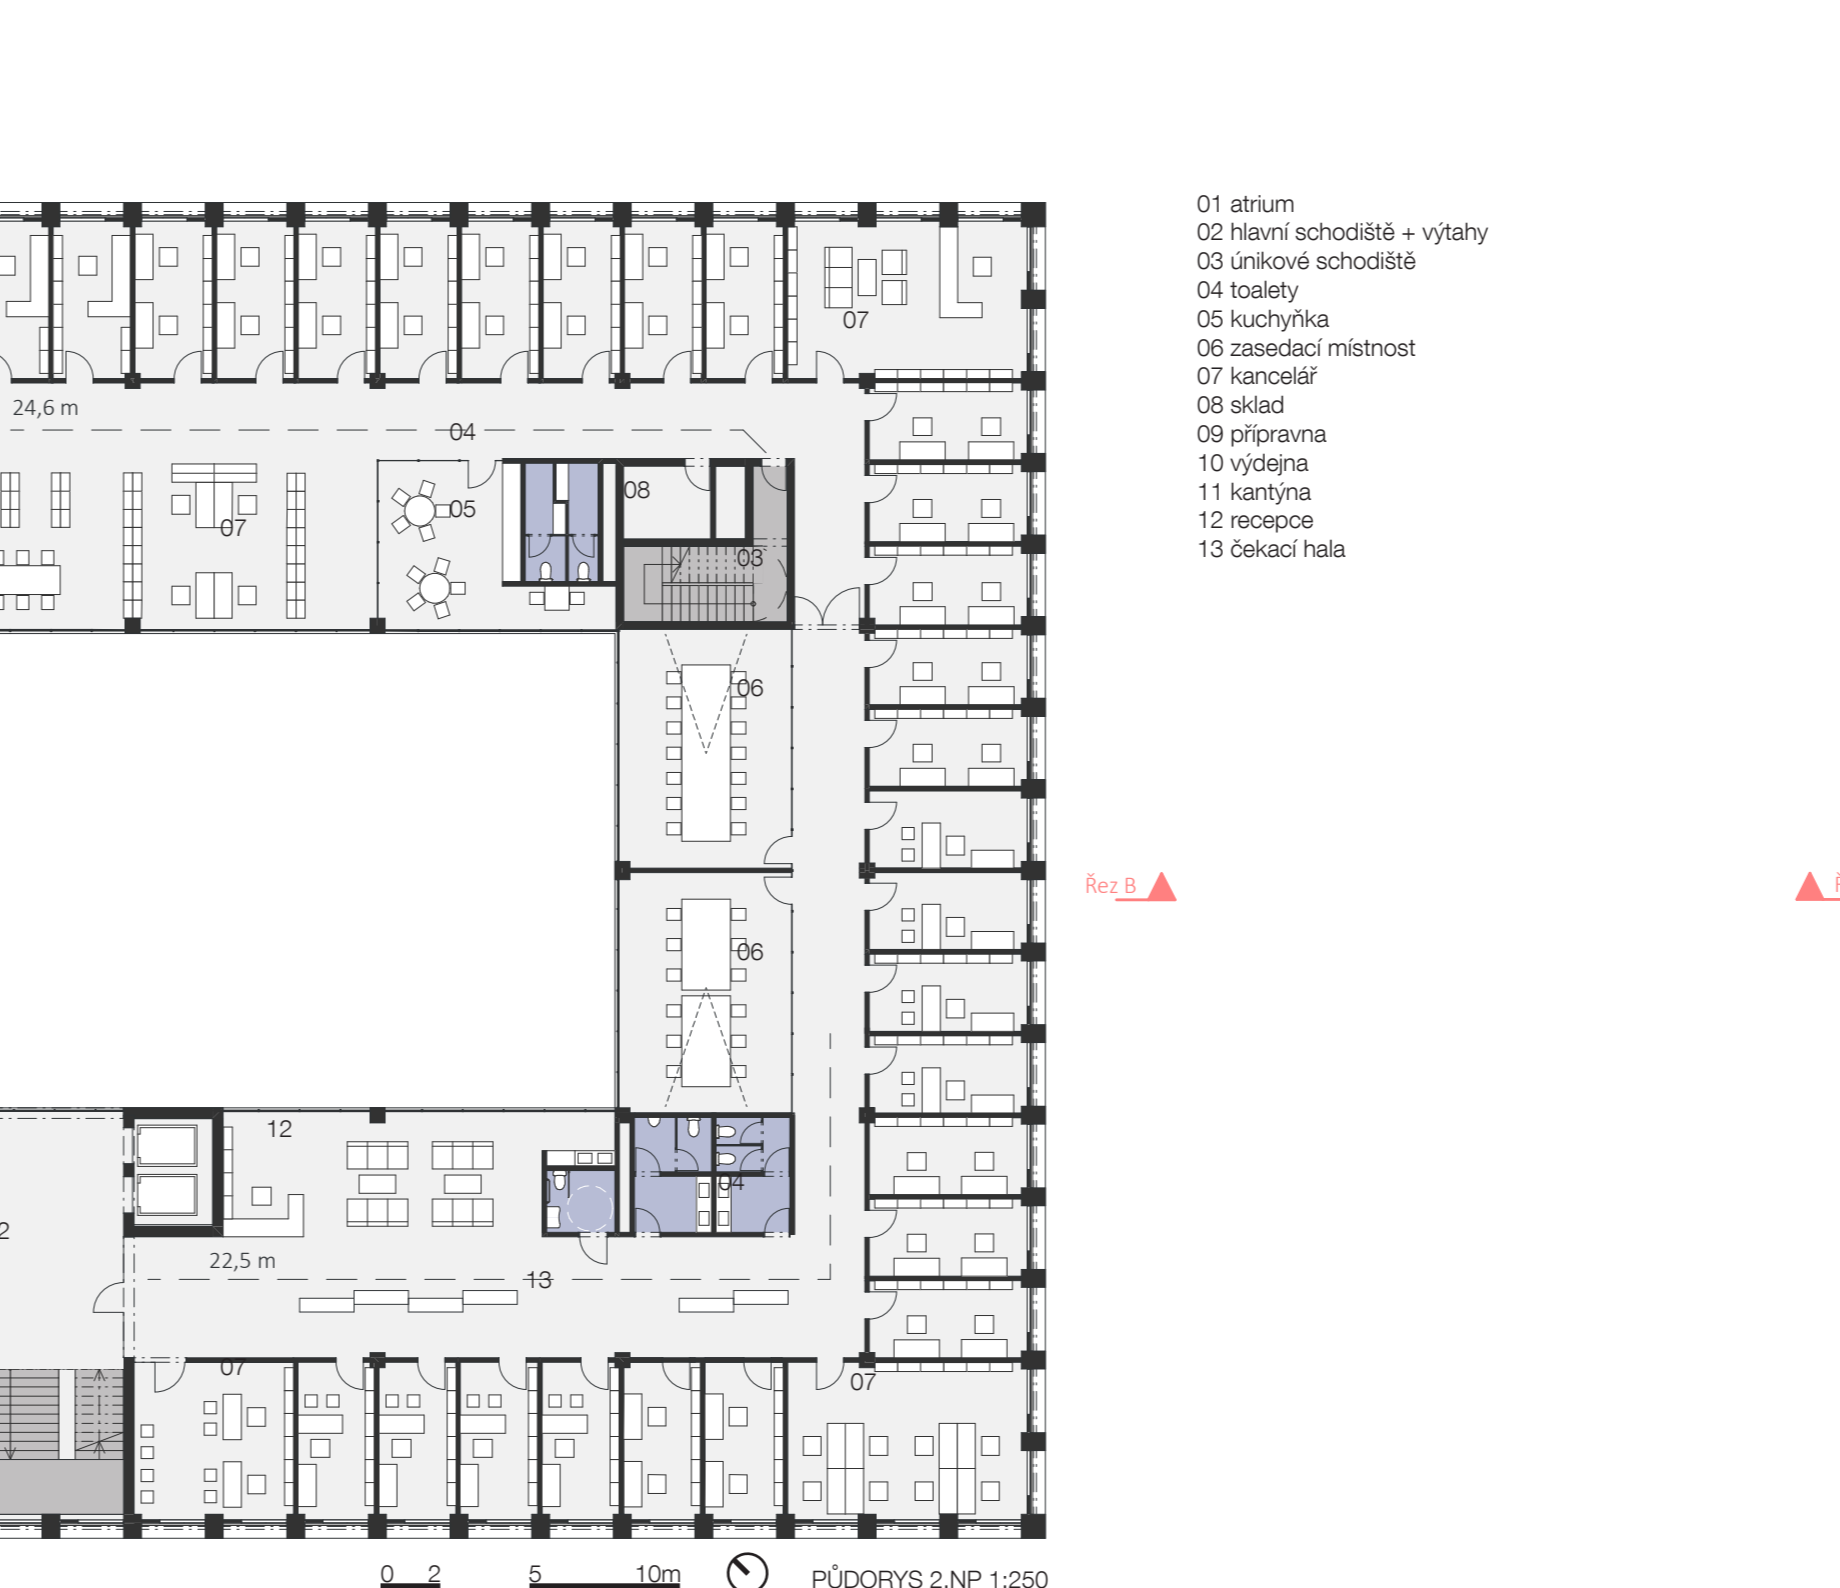 01 atrium
02 hlavní schodiště + výtahy
03 únikové schodiště
04 toalety
05 kuchyňka
06 zasedací místnost
07 kancelář
08 sklad
09 přípravna
10 výdejna
11 kantýna
12 recepce
13 čekací hala
07
24,6 m
04
08
05
07
03
06
Řez B
06
12
04
2
22,5 m
13
07
07
0 2 5 10m
PŮDORYS 2.NP 1:250